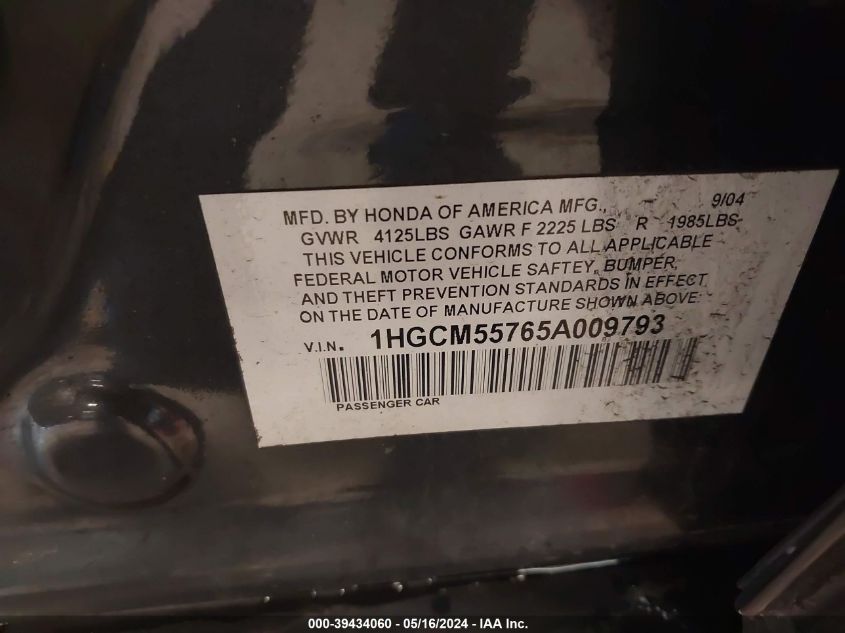 MFD. BY HONDA OF AMERICA MFG., 9/04
GVWR 4125LBS GAWR F 2225 LBS R 1985LBS
THIS VEHICLE CONFORMS TO ALL APPLICABLE
FEDERAL MOTOR VEHICLE SAFTEY, BUMPER,
AND THEFT PREVENTION STANDARDS IN EFFECT
ON THE DATE OF MANUFACTURE SHOWN ABOVE
V.I.N. 1HGCM55765A009793
PASSENGER CAR
000-39434060 - 05/16/2024 - IAA Inc.